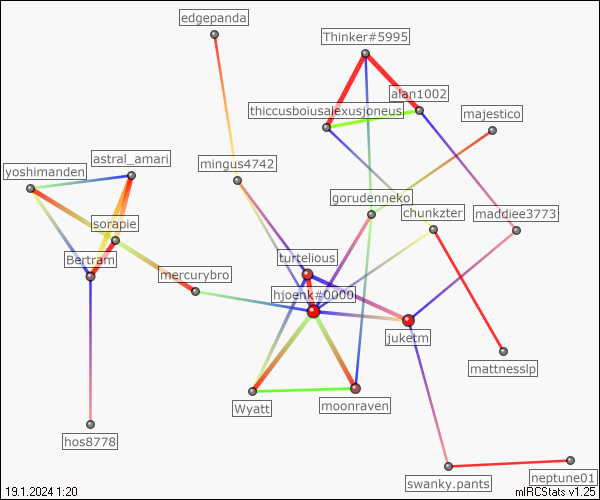 edgepanda
Thinker#5995
alan1002
thiccusboiusalexusjoneus
majestico
astral_amari
mingus4742
yoshimanden
gorudenneko
chunkzter
maddiee3773
sorapie
Bertram
turtelious
mercurybro
hjoenk#0000
juketm
mattnesslp
Wyatt
moonraven
hos8778
swanky.pants
neptune01
19.1.2024 1:20
mIRCStats v1.25